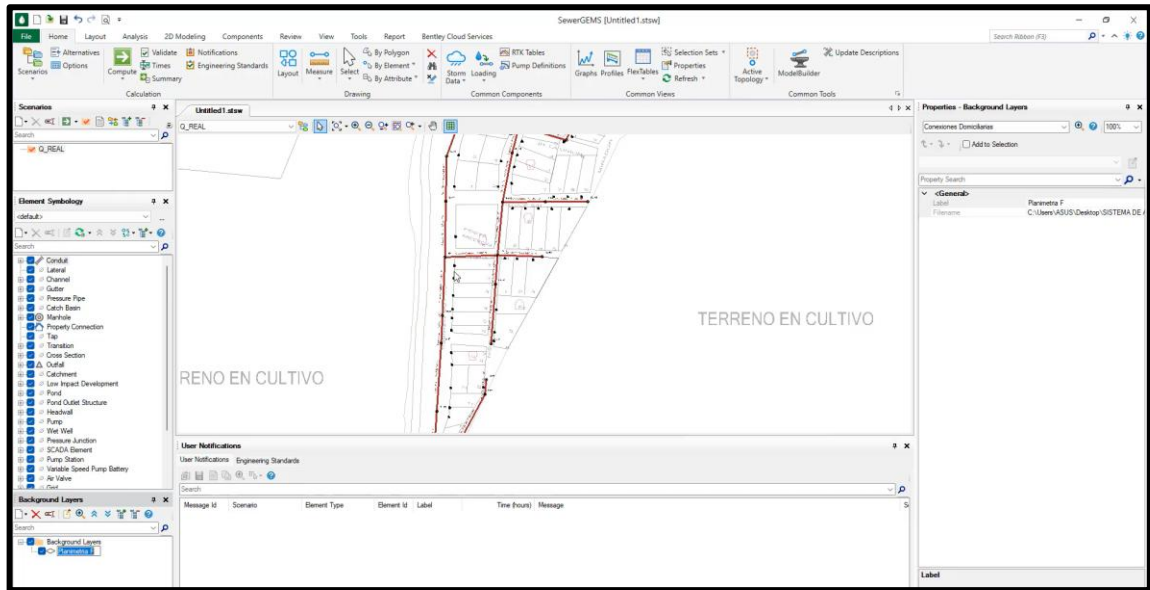 SewerGEMS [Untitled1.stsw]
File Home Layout Analysis 2D Modeling Components Review View Tools Report Bentley Cloud Services
Search Ribbon (F3)
Scenarios
Alternatives
Options
Compute
Validate
Times
Summary
Notifications
Engineering Standards
Calculation
Layout
Measure
Select
By Polygon
By Element
By Attribute
Drawing
Storm Data
Loading
RTK Tables
Pump Definitions
Common Components
Graphs
Profiles
FlexTables
Selection Sets
Properties
Refresh
Common Views
Active Topology
ModelBuilder
Update Descriptions
Common Tools
Scenarios
Search
Q_REAL
Element Symbology
<default>
Search
Conduit
Lateral
Channel
Gutter
Pressure Pipe
Catch Basin
Manhole
Property Connection
Tap
Transition
Cross Section
Outfall
Catchment
Low Impact Development
Pond
Pond Outlet Structure
Headwall
Pump
Wet Well
Pressure Junction
SCADA Element
Pump Station
Variable Speed Pump Battery
Air Valve
Grid
Background Layers
Search
Background Layers
Planimetria F
Untitled1.stsw
Q_REAL
TERRENO EN CULTIVO
RENO EN CULTIVO
User Notifications
User Notifications Engineering Standards
Search
Message Id Scenario Element Type Element Id Label Time (hours) Message S
Properties - Background Layers
Conexiones Domiciliarias
100%
Add to Selection
Property Search
<General>
Label Planimetria F
Filename C:\Users\ASUS\Desktop\SISTEMA DE A
Label